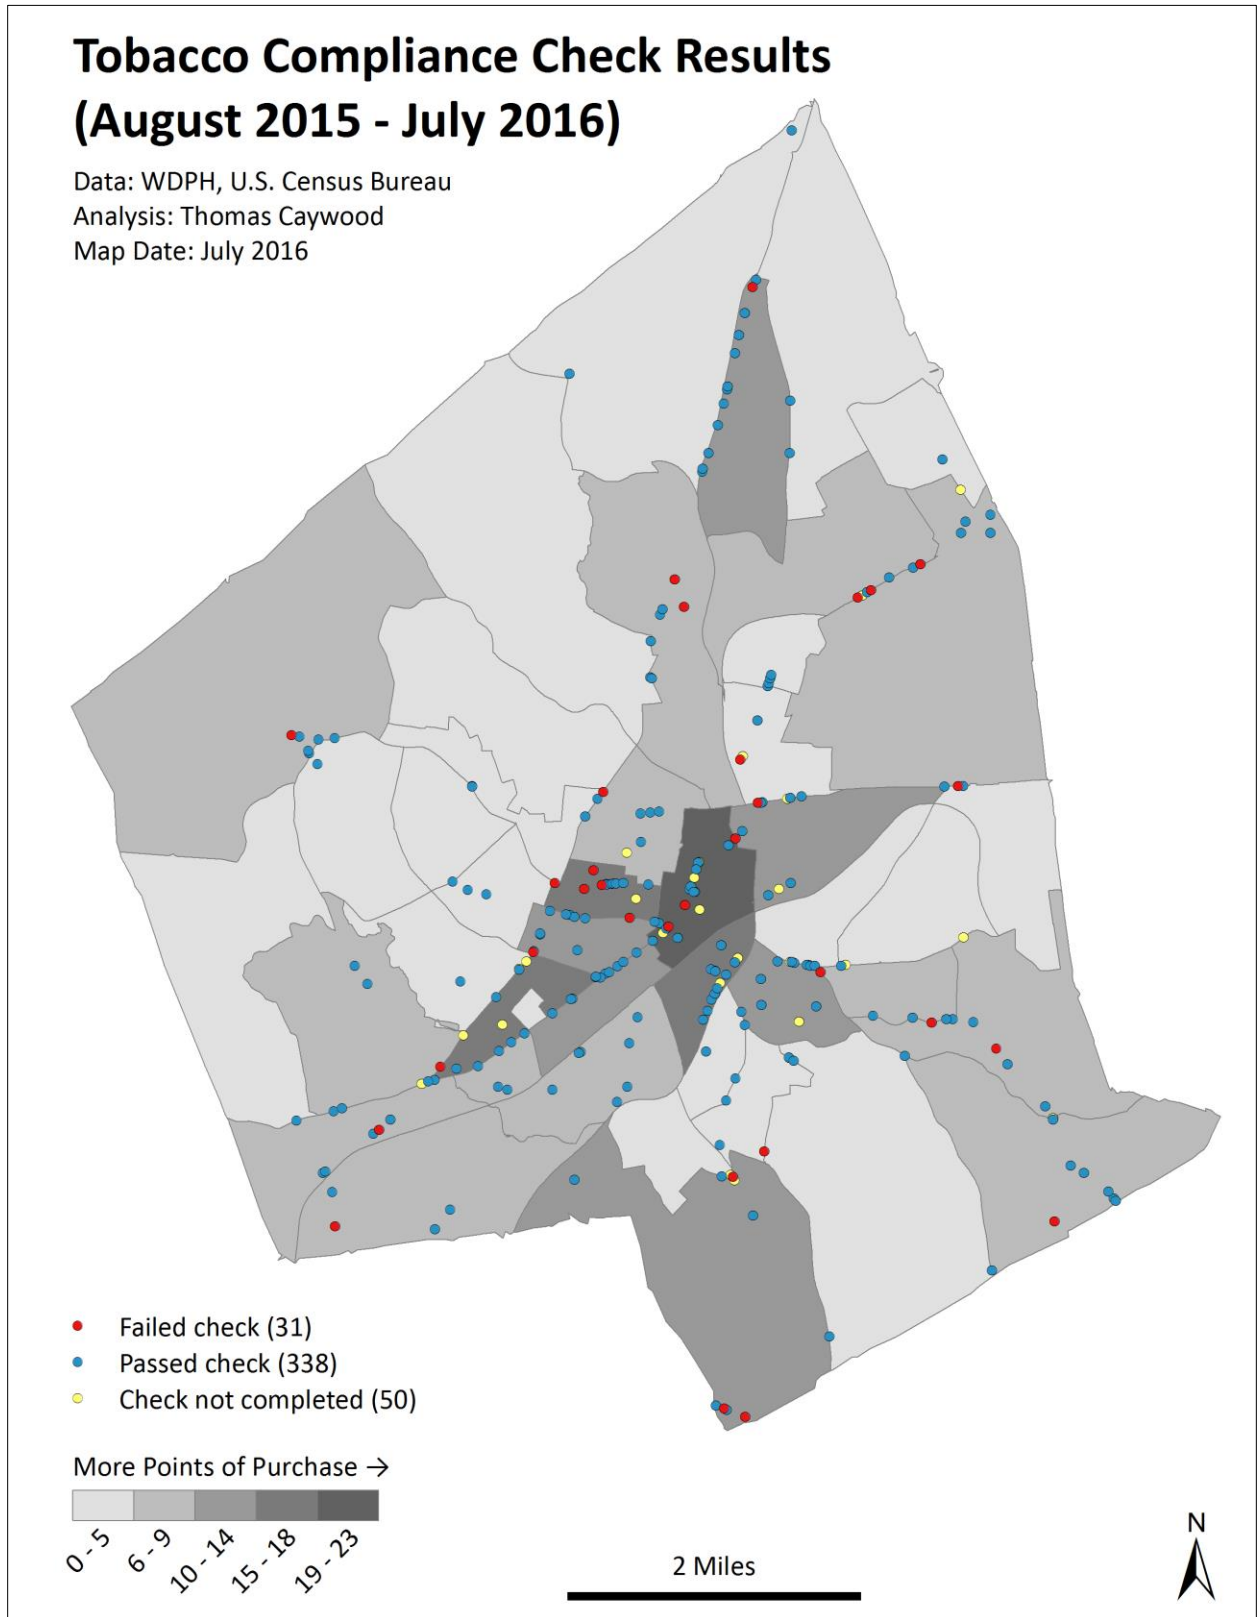 Tobacco Compliance Check Results
(August 2015 - July 2016)
Data: WDPH, U.S. Census Bureau
Analysis: Thomas Caywood
Map Date: July 2016
Failed check (31)
Passed check (338)
Check not completed (50)
More Points of Purchase →
0 - 5
6 - 9
10 - 14
15 - 18
19 - 23
2 Miles
N